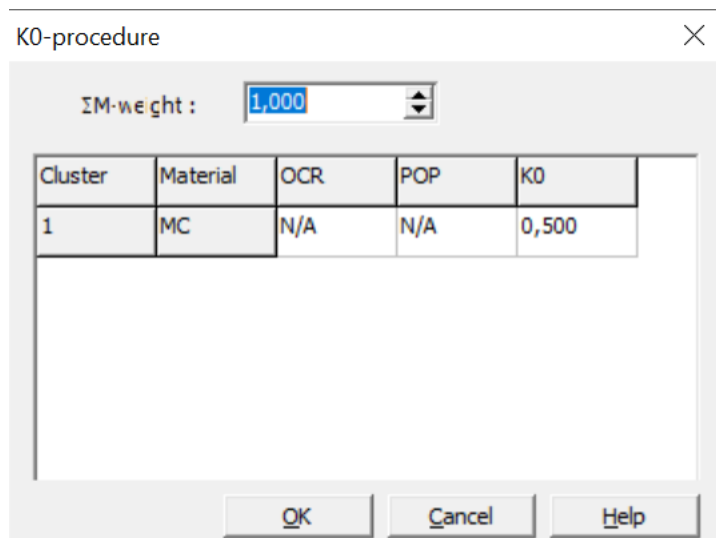 K0-procedure
ΣM-weight : 1,000
Cluster Material OCR POP K0
1 MC N/A N/A 0,500
OK Cancel Help